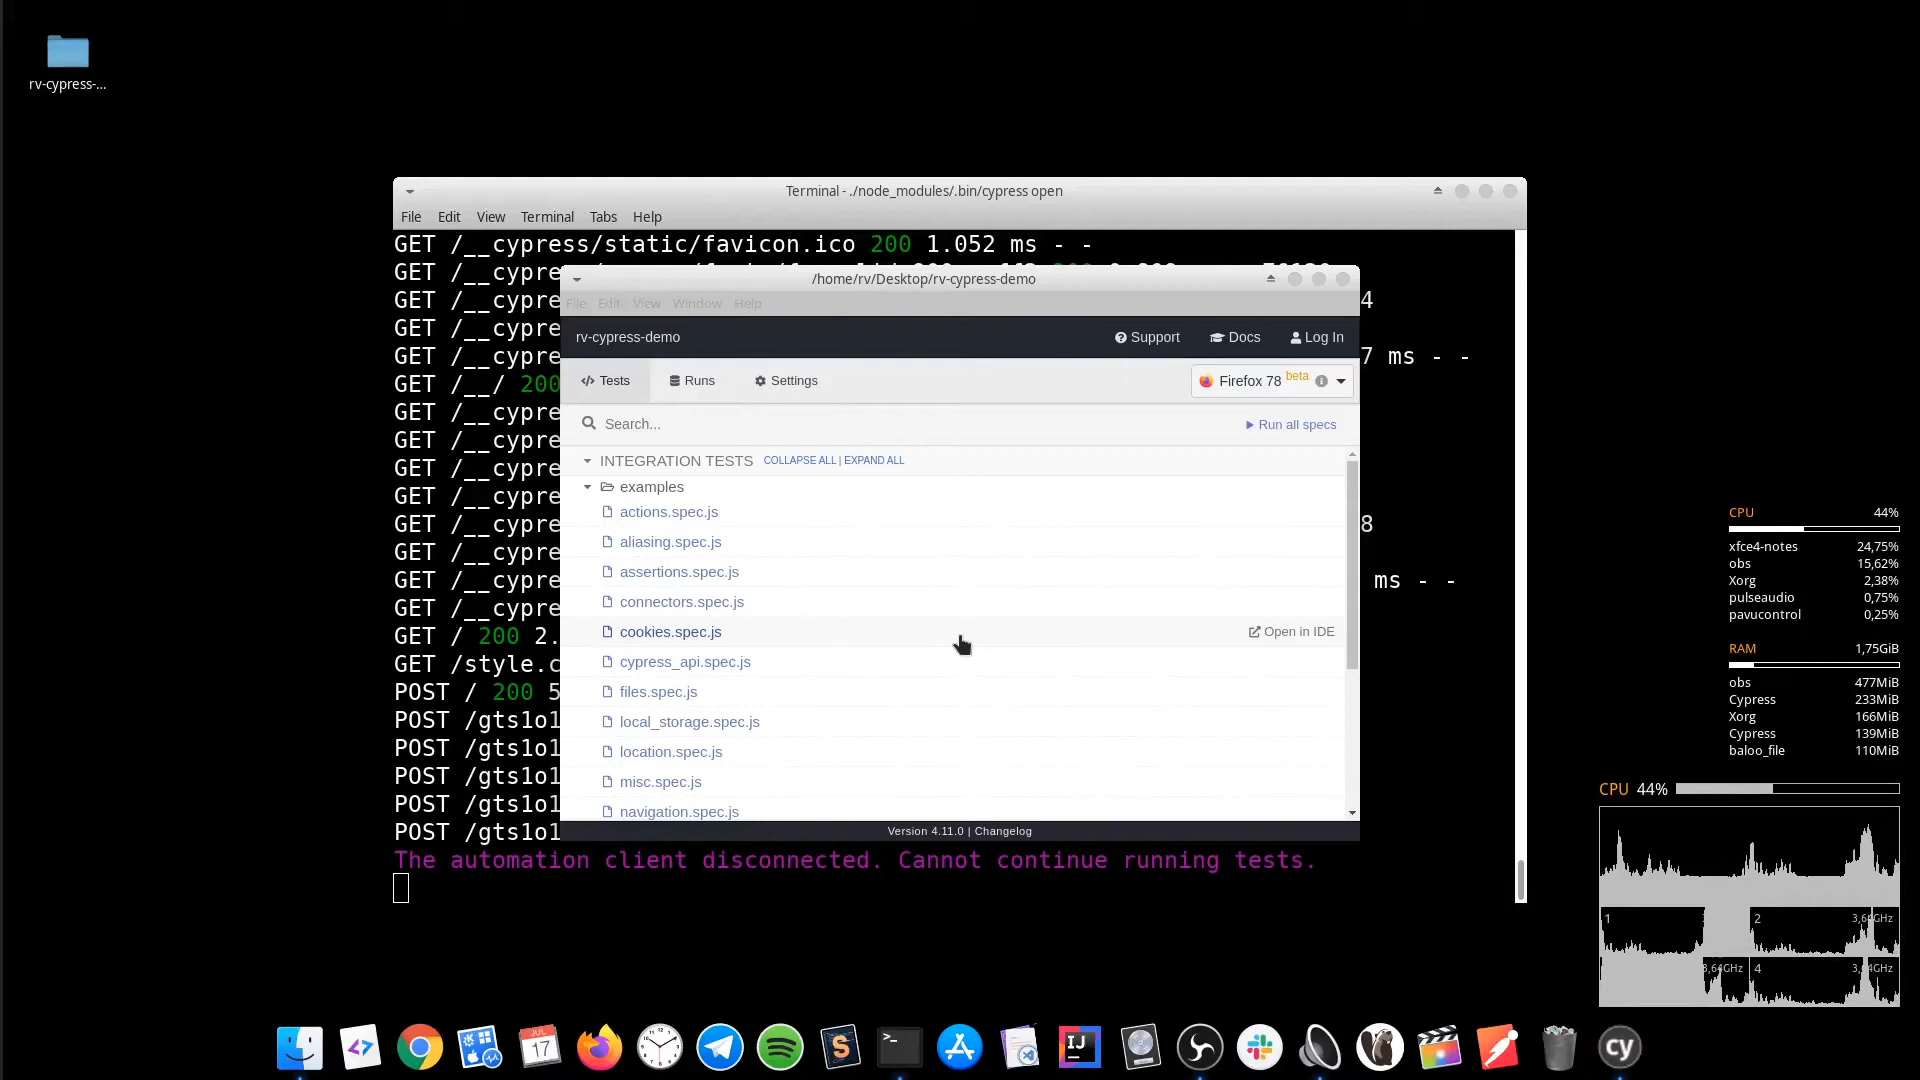 rv-cypress-...
Terminal - ./node_modules/.bin/cypress open
File Edit View Terminal Tabs Help
GET /__cypress/static/favicon.ico 200 1.052 ms - -
GET /__cypre
/home/rv/Desktop/rv-cypress-demo
File Edit View Window Help
GET /__cypre 4
GET /__cypre
rv-cypress-demo Support Docs Log In
GET /__cypre 7 ms - -
GET /__/ 200
Tests Runs Settings Firefox 78 beta
GET /__cypre
Search... Run all specs
GET /__cypre
INTEGRATION TESTS COLLAPSE ALL | EXPAND ALL
GET /__cypre
examples
GET /__cypre
actions.spec.js
GET /__cypre 8
aliasing.spec.js
GET /__cypre
assertions.spec.js
GET /__cypre ms - -
connectors.spec.js
GET /__cypre
cookies.spec.js Open in IDE
GET / 200 2.
cypress_api.spec.js
GET /style.c
files.spec.js
POST / 200 5
local_storage.spec.js
POST /gts1o1
location.spec.js
POST /gts1o1
misc.spec.js
POST /gts1o1
navigation.spec.js
POST /gts1o1
Version 4.11.0 | Changelog
POST /gts1o1
The automation client disconnected. Cannot continue running tests.
CPU 44%
xfce4-notes 24,75%
obs 15,62%
Xorg 2,38%
pulseaudio 0,75%
pavucontrol 0,25%
RAM 1,75GiB
obs 477MiB
Cypress 233MiB
Xorg 166MiB
Cypress 139MiB
baloo_file 110MiB
CPU 44%
1 2
4
JUL
17
S
>_
IJ
cy